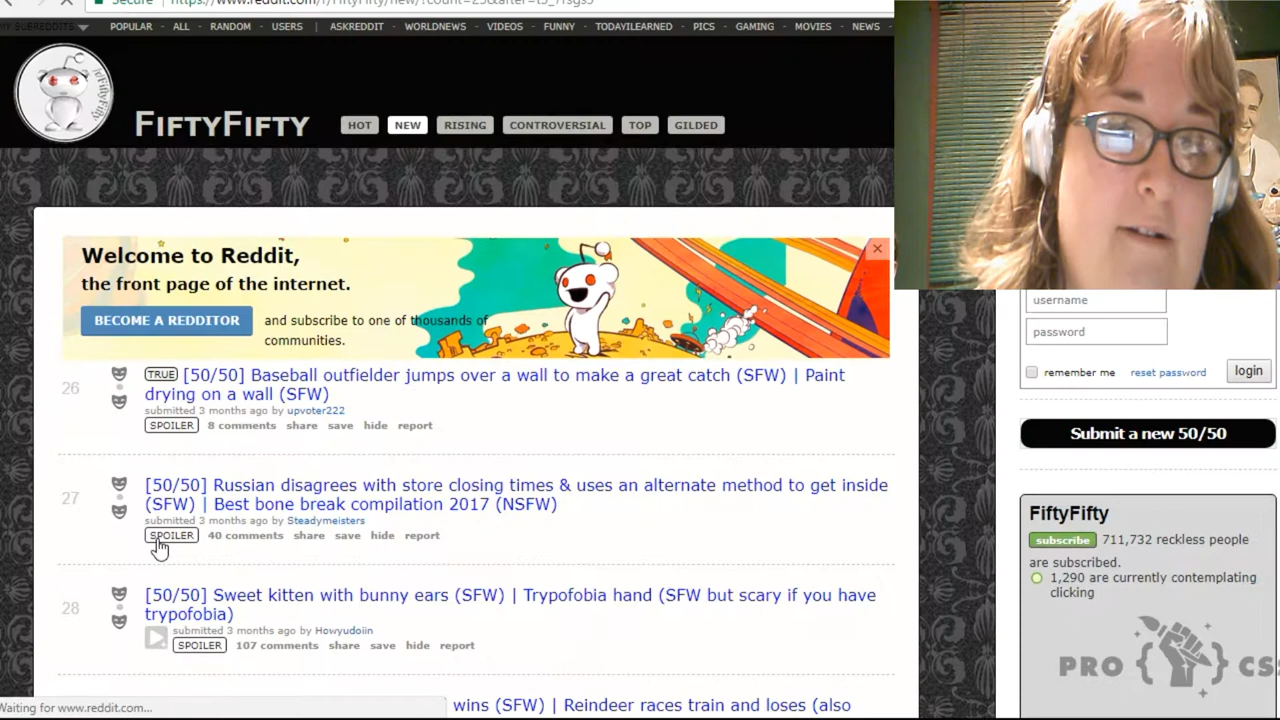 Secure https://www.reddit.com/r/FiftyFifty/new/?count=25&after=t3_7rsgs9
MY SUBREDDITS POPULAR ALL RANDOM USERS | ASKREDDIT WORLDNEWS VIDEOS FUNNY TODAYILEARNED PICS GAMING MOVIES NEWS
r/FiftyFifty
FIFTYFIFTY HOT NEW RISING CONTROVERSIAL TOP GILDED
Welcome to Reddit,
the front page of the internet.
BECOME A REDDITOR and subscribe to one of thousands of
communities.
26 TRUE [50/50] Baseball outfielder jumps over a wall to make a great catch (SFW) | Paint
drying on a wall (SFW)
submitted 3 months ago by upvoter222
SPOILER 8 comments share save hide report
27 [50/50] Russian disagrees with store closing times & uses an alternate method to get inside
(SFW) | Best bone break compilation 2017 (NSFW)
submitted 3 months ago by Steadymeisters
SPOILER 40 comments share save hide report
28 [50/50] Sweet kitten with bunny ears (SFW) | Trypofobia hand (SFW but scary if you have
trypofobia)
submitted 3 months ago by Howyudoiin
SPOILER 107 comments share save hide report
wins (SFW) | Reindeer races train and loses (also
Waiting for www.reddit.com...
username
password
remember me reset password login
Submit a new 50/50
FiftyFifty
subscribe 711,732 reckless people
are subscribed.
1,290 are currently contemplating
clicking
PRO { } CSS